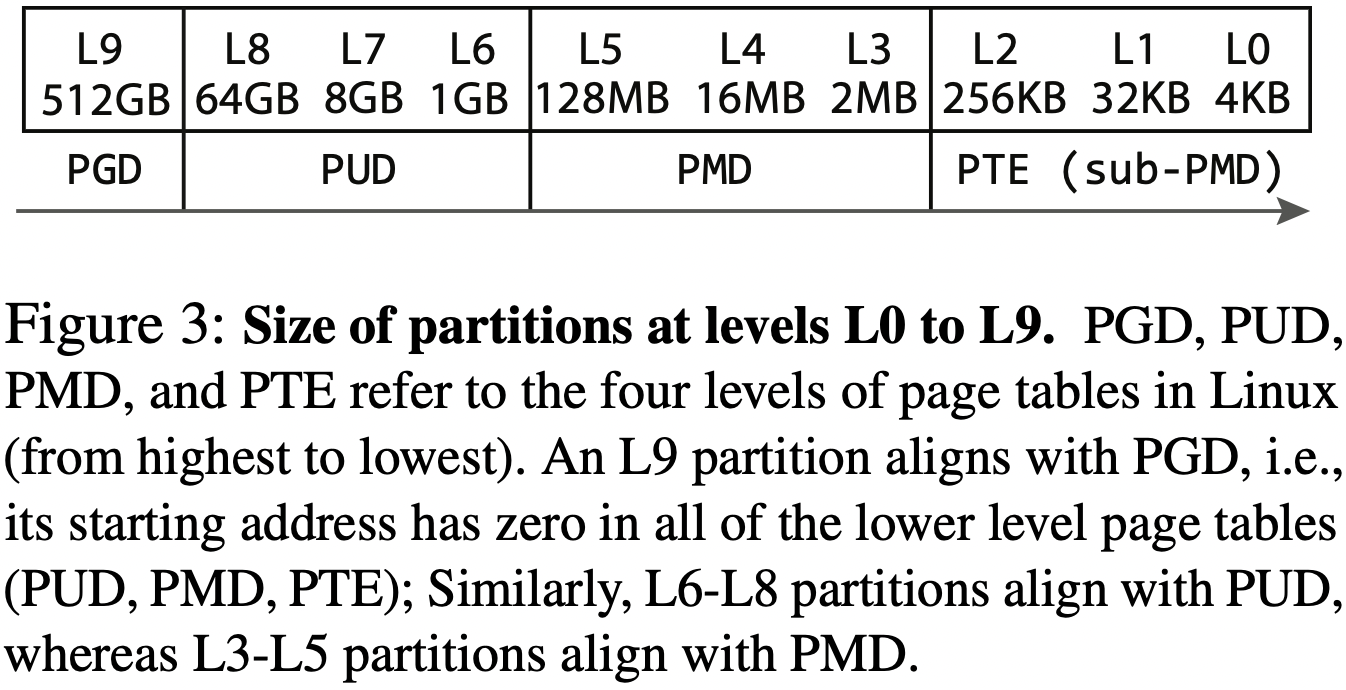 L9 L8 L7 L6 L5 L4 L3 L2 L1 L0
512GB 64GB 8GB 1GB 128MB 16MB 2MB 256KB 32KB 4KB
PGD PUD PMD PTE (sub-PMD)
Figure 3: Size of partitions at levels L0 to L9. PGD, PUD,
PMD, and PTE refer to the four levels of page tables in Linux
(from highest to lowest). An L9 partition aligns with PGD, i.e.,
its starting address has zero in all of the lower level page tables
(PUD, PMD, PTE); Similarly, L6-L8 partitions align with PUD,
whereas L3-L5 partitions align with PMD.